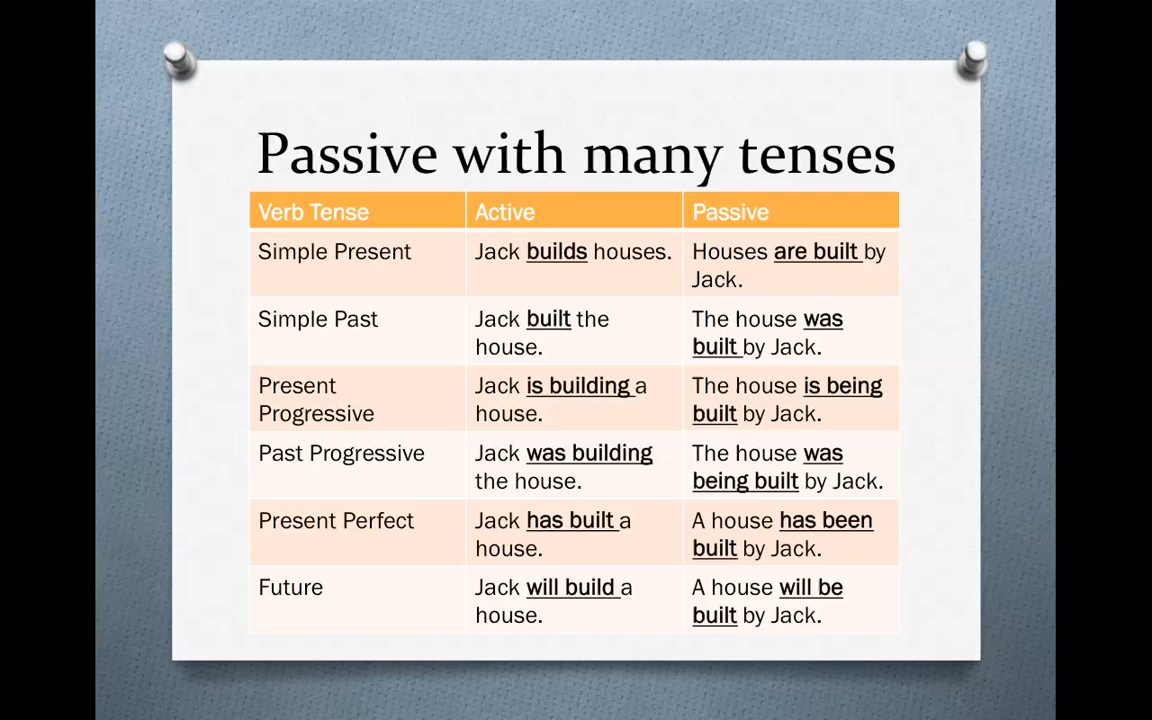 Passive with many tenses
Verb Tense Active Passive
Simple Present Jack builds houses. Houses are built by
Jack.
Simple Past Jack built the The house was
house. built by Jack.
Present Jack is building a The house is being
Progressive house. built by Jack.
Past Progressive Jack was building The house was
the house. being built by Jack.
Present Perfect Jack has built a A house has been
house. built by Jack.
Future Jack will build a A house will be
house. built by Jack.